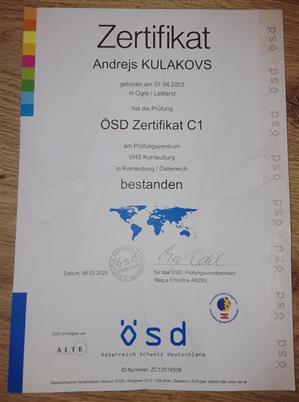 Zertifikat
Andrejs KULAKOVS
geboren am 07.04.2003
in Ogre / Lettland
hat die Prüfung
ÖSD Zertifikat C1
am Prüfungszentrum
VHS Korneuburg
in Korneuburg / Österreich
bestanden
Datum: 06.02.2025
für das ÖSD: Prüfungsvorsitzende/r
Mag.a Christine ANDEL
ÖSD ist Mitglied von
ALTE
ösd
österreich schweiz deutschland
ID-Nummer: ZC12518509